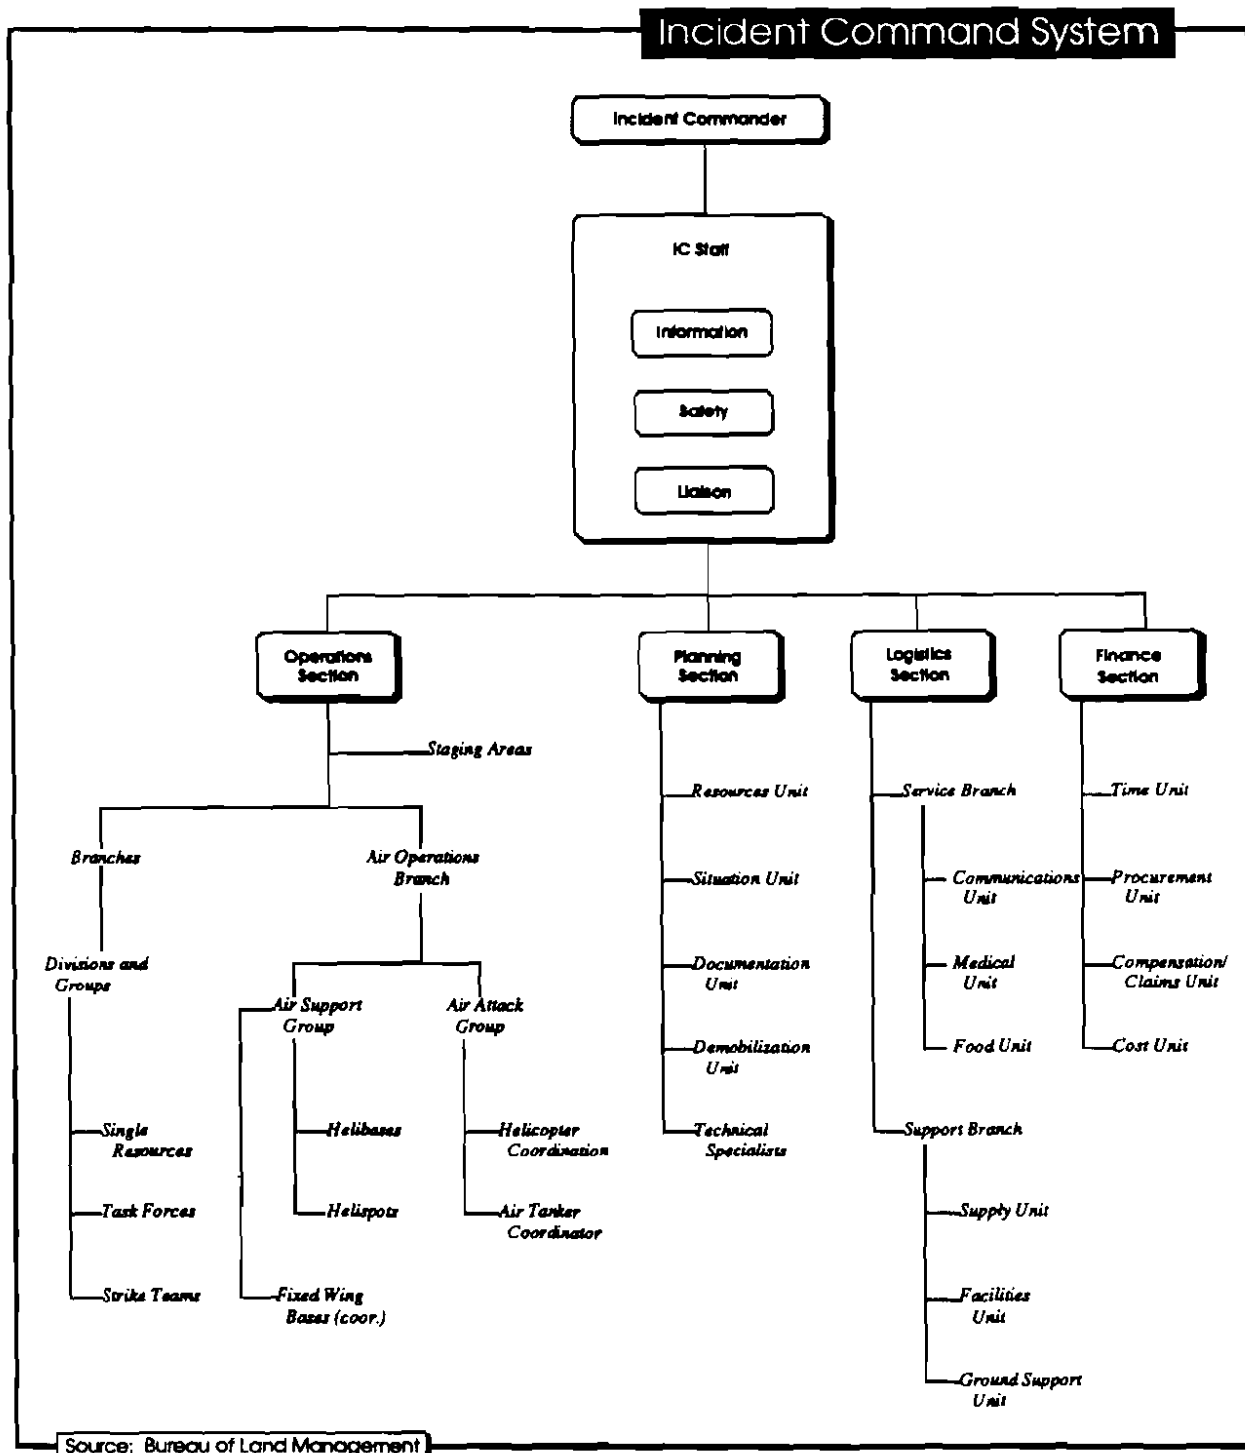 Incident Command System
Incident Commander
IC Staff
Information
Safety
Liaison
Operations
Section
Planning
Section
Logistics
Section
Finance
Section
Staging Areas
Branches
Air Operations
Branch
Divisions and
Groups
Single
Resources
Task Forces
Strike Teams
Air Support
Group
Helibases
Helispots
Fixed Wing
Bases (coor.)
Air Attack
Group
Helicopter
Coordination
Air Tanker
Coordinator
Resources Unit
Situation Unit
Documentation
Unit
Demobilization
Unit
Technical
Specialists
Service Branch
Communications
Unit
Medical
Unit
Food Unit
Support Branch
Supply Unit
Facilities
Unit
Ground Support
Unit
Time Unit
Procurement
Unit
Compensation/
Claims Unit
Cost Unit
Source: Bureau of Land Management